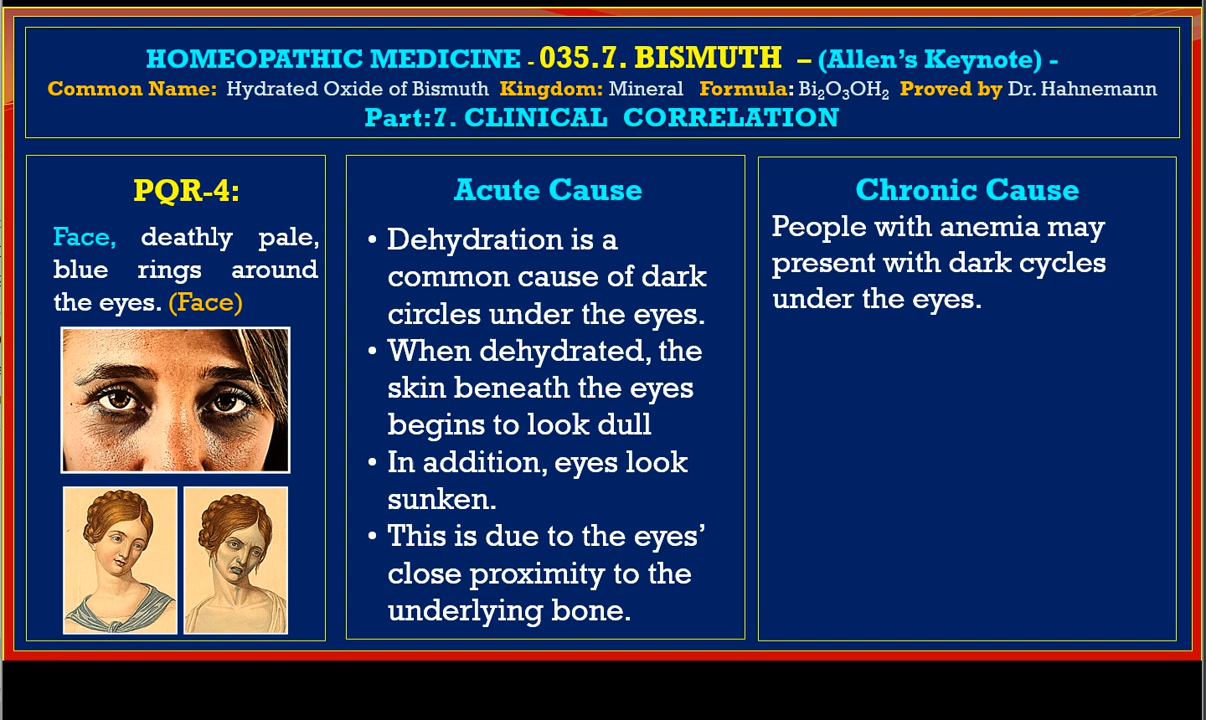 HOMEOPATHIC MEDICINE - 035.7. BISMUTH – (Allen’s Keynote) -
Common Name: Hydrated Oxide of Bismuth Kingdom: Mineral Formula: Bi₂O₃OH₂ Proved by Dr. Hahnemann
Part:7. CLINICAL CORRELATION
PQR-4:
Face, deathly pale,
blue rings around
the eyes. (Face)
Acute Cause
• Dehydration is a
common cause of dark
circles under the eyes.
• When dehydrated, the
skin beneath the eyes
begins to look dull
• In addition, eyes look
sunken.
• This is due to the eyes’
close proximity to the
underlying bone.
Chronic Cause
People with anemia may
present with dark cycles
under the eyes.